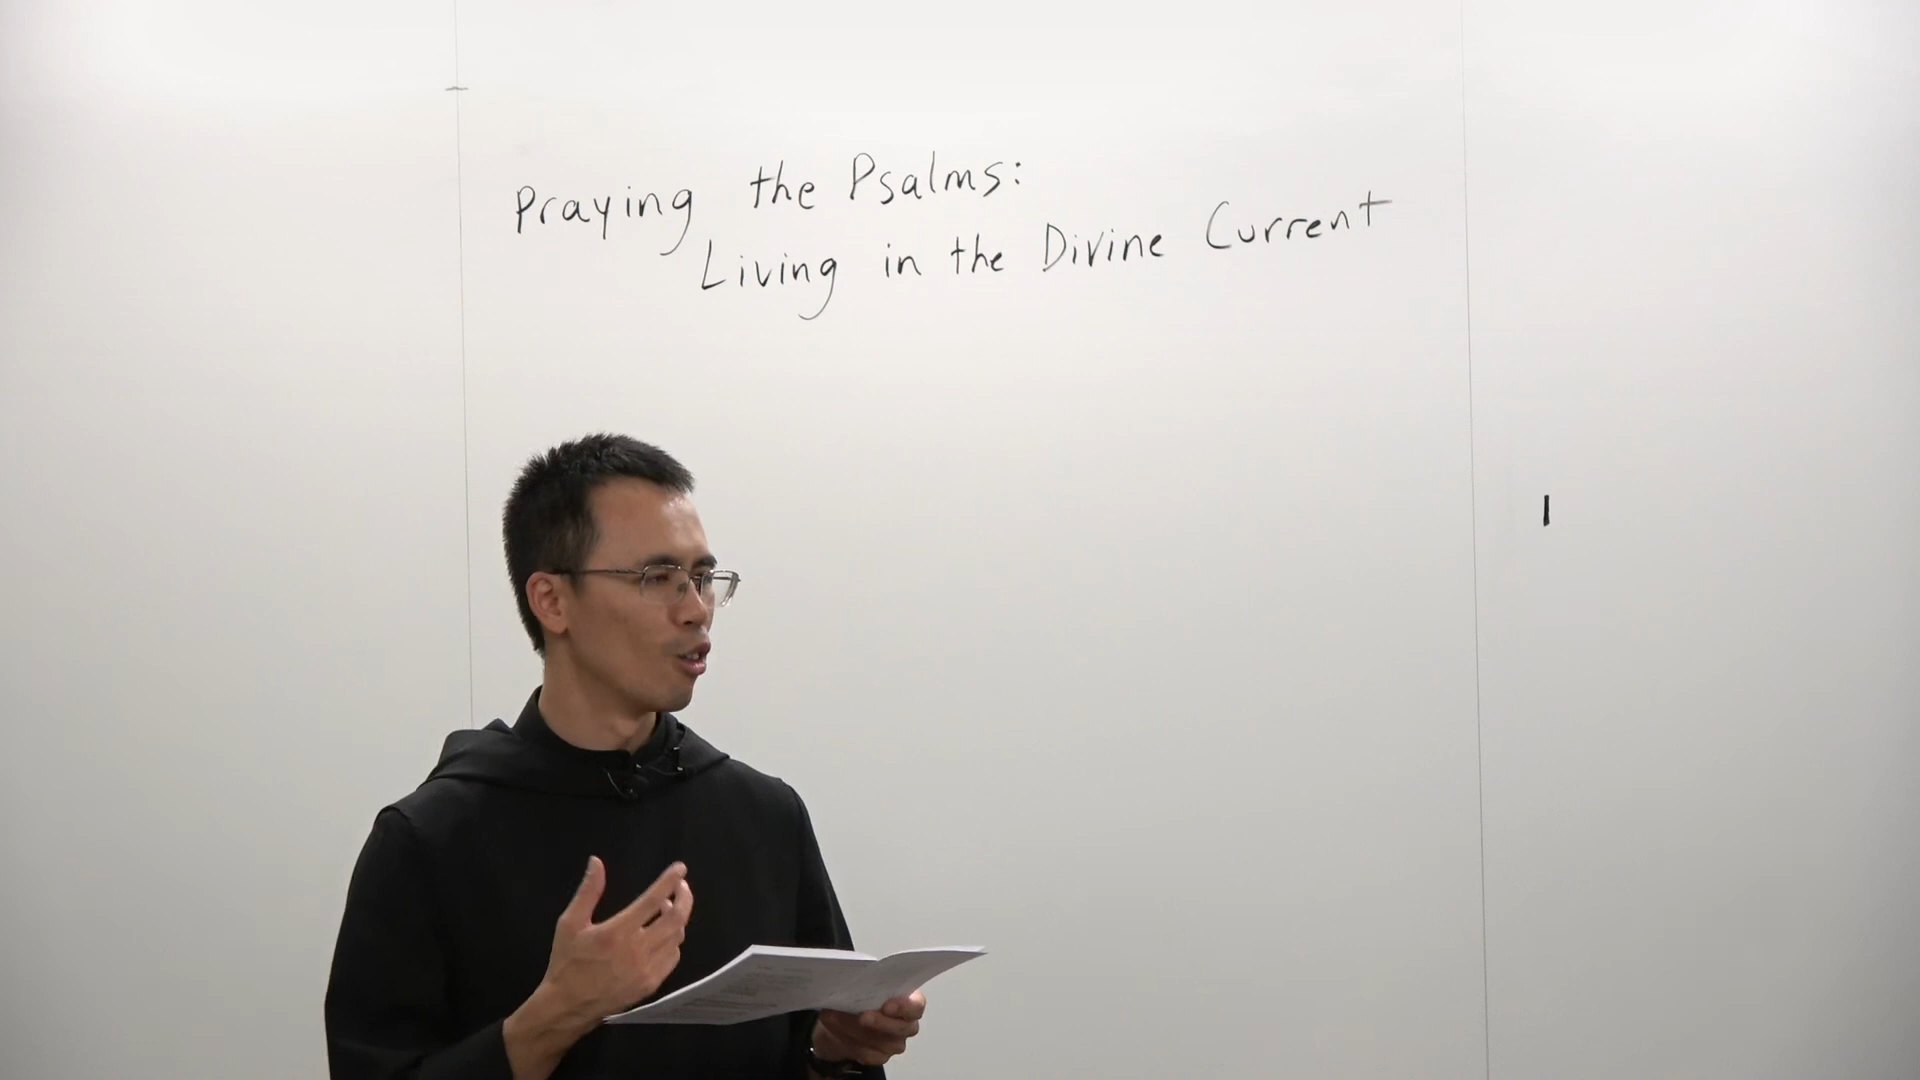 Praying the Psalms:
Living in the Divine Current